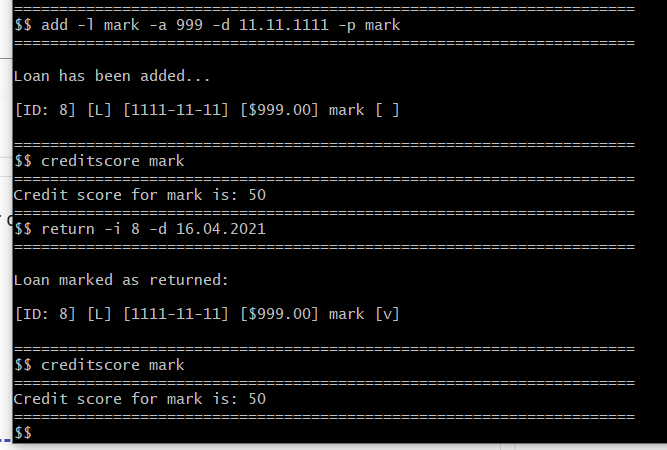 =====================================================================
$$ add -l mark -a 999 -d 11.11.1111 -p mark
=====================================================================
Loan has been added...
[ID: 8] [L] [1111-11-11] [$999.00] mark [ ]
=====================================================================
$$ creditscore mark
=====================================================================
Credit score for mark is: 50
=====================================================================
$$ return -i 8 -d 16.04.2021
=====================================================================
Loan marked as returned:
[ID: 8] [L] [1111-11-11] [$999.00] mark [v]
=====================================================================
$$ creditscore mark
=====================================================================
Credit score for mark is: 50
=====================================================================
$$